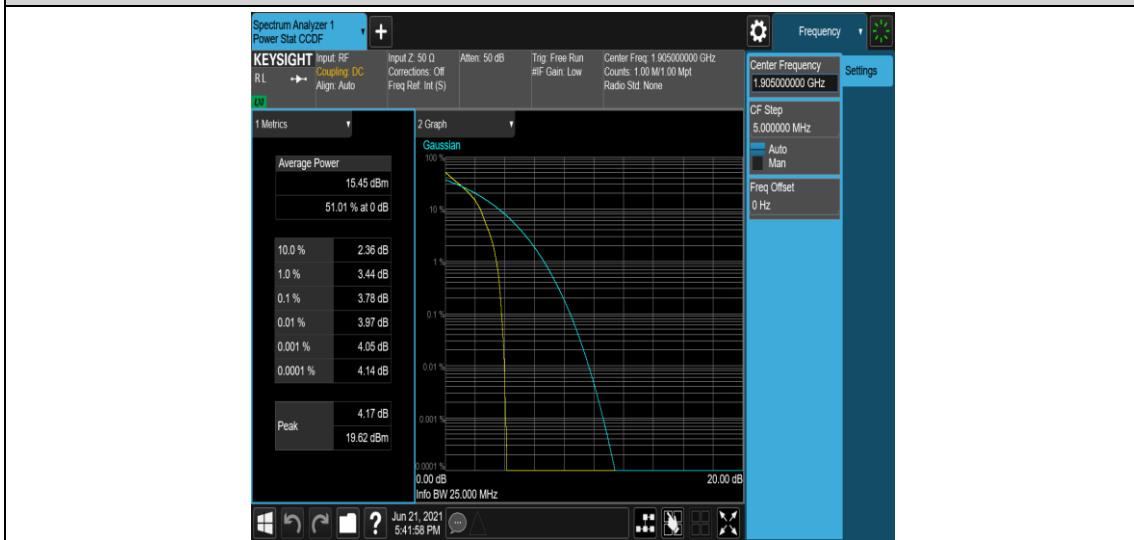 Spectrum Analyzer 1
Power Stat CCDF
Frequency
KEYSIGHT
RL
Input: RF
Coupling: DC
Align: Auto
Input Z: 50 Ω
Corrections: Off
Freq Ref: Int (S)
Atten: 50 dB
Trig: Free Run
#IF Gain: Low
Center Freq: 1.905000000 GHz
Counts: 1.00 M/1.00 Mpt
Radio Std: None
Center Frequency
1.905000000 GHz
Settings
CF Step
5.000000 MHz
Auto
Man
Freq Offset
0 Hz
1 Metrics
Average Power
15.45 dBm
51.01 % at 0 dB
10.0 % 2.36 dB
1.0 % 3.44 dB
0.1 % 3.78 dB
0.01 % 3.97 dB
0.001 % 4.05 dB
0.0001 % 4.14 dB
Peak
4.17 dB
19.62 dBm
2 Graph
Gaussian
100 %
10 %
1 %
0.1 %
0.01 %
0.001 %
0.0001 %
0.00 dB 20.00 dB
Info BW 25.000 MHz
Jun 21, 2021
5:41:58 PM